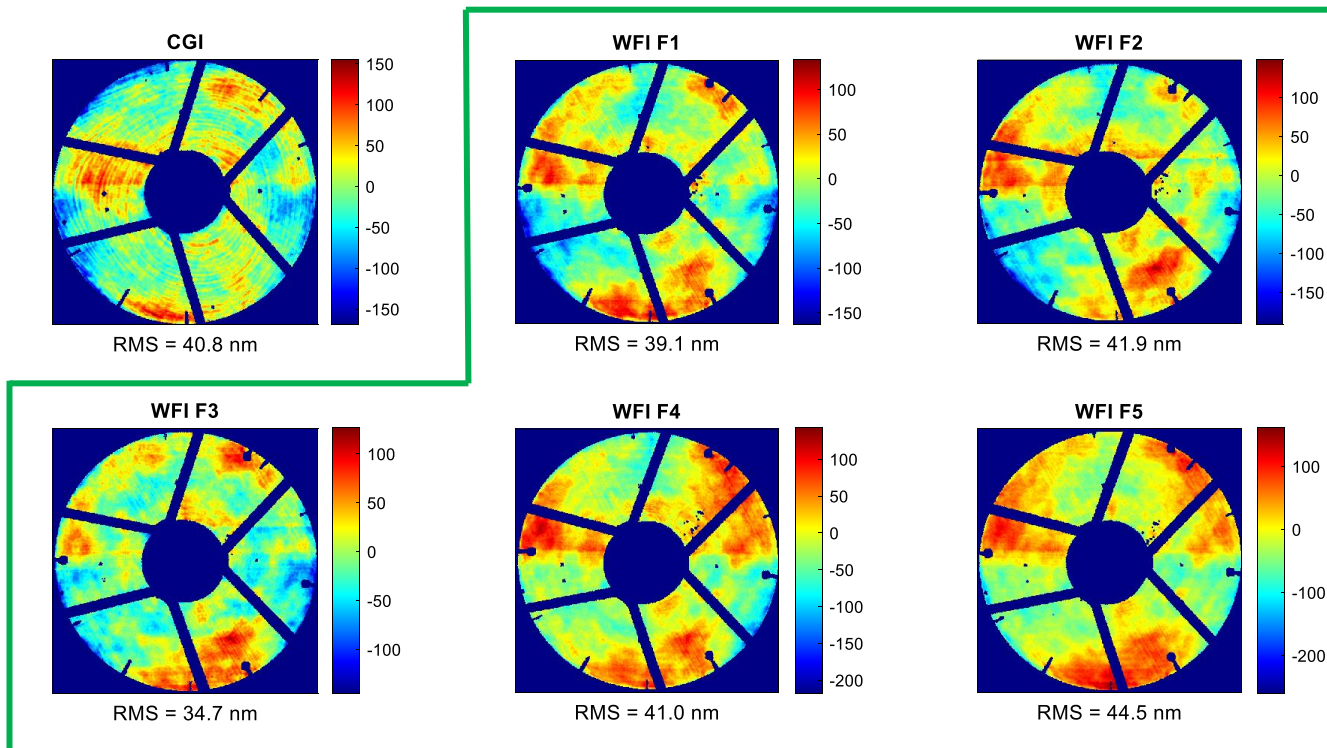 CGI
150
100
50
0
-50
-100
-150
RMS = 40.8 nm
WFI F1
100
50
0
-50
-100
-150
RMS = 39.1 nm
WFI F2
100
50
0
-50
-100
-150
RMS = 41.9 nm
WFI F3
100
50
0
-50
-100
RMS = 34.7 nm
WFI F4
100
0
-50
-100
-150
-200
RMS = 41.0 nm
WFI F5
100
0
-100
-200
RMS = 44.5 nm